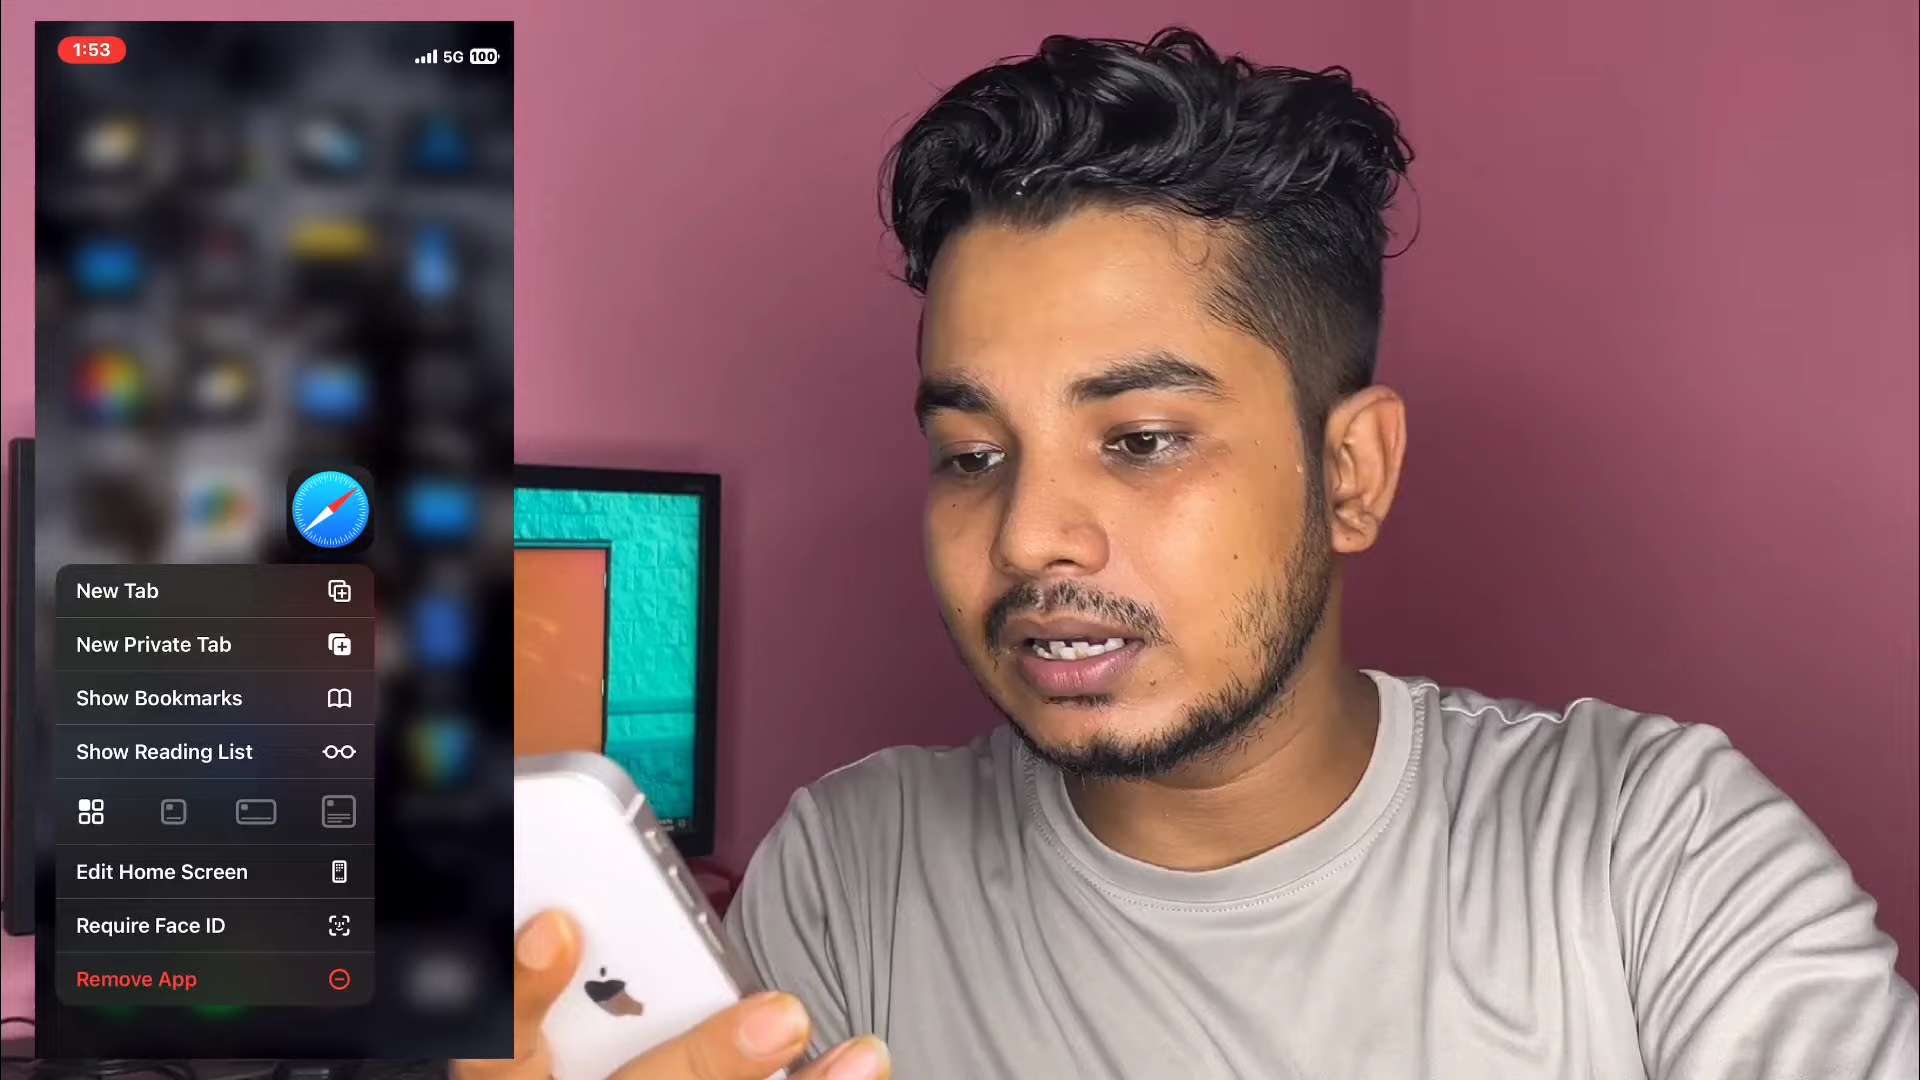 1:53
5G 100
New Tab
New Private Tab
Show Bookmarks
Show Reading List
Edit Home Screen
Require Face ID
Remove App